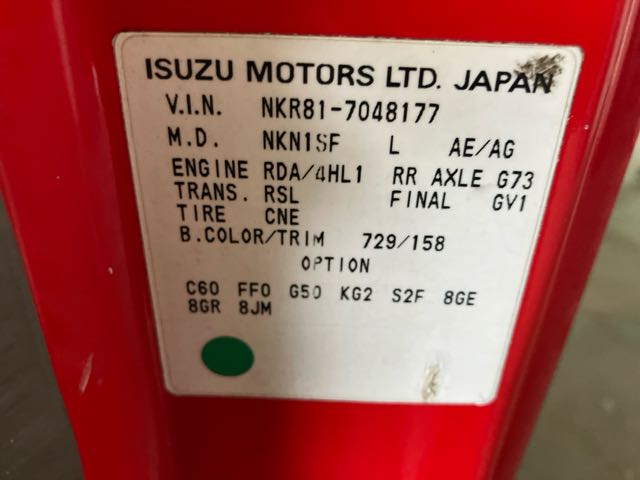 ISUZU MOTORS LTD. JAPAN
V.I.N. NKR81-7048177
M.D. NKN1SF L AE/AG
ENGINE RDA/4HL1 RR AXLE G73
TRANS. RSL FINAL GV1
TIRE CNE
B.COLOR/TRIM 729/158
OPTION
C60 FF0 G50 KG2 S2F 8GE
8GR 8JM